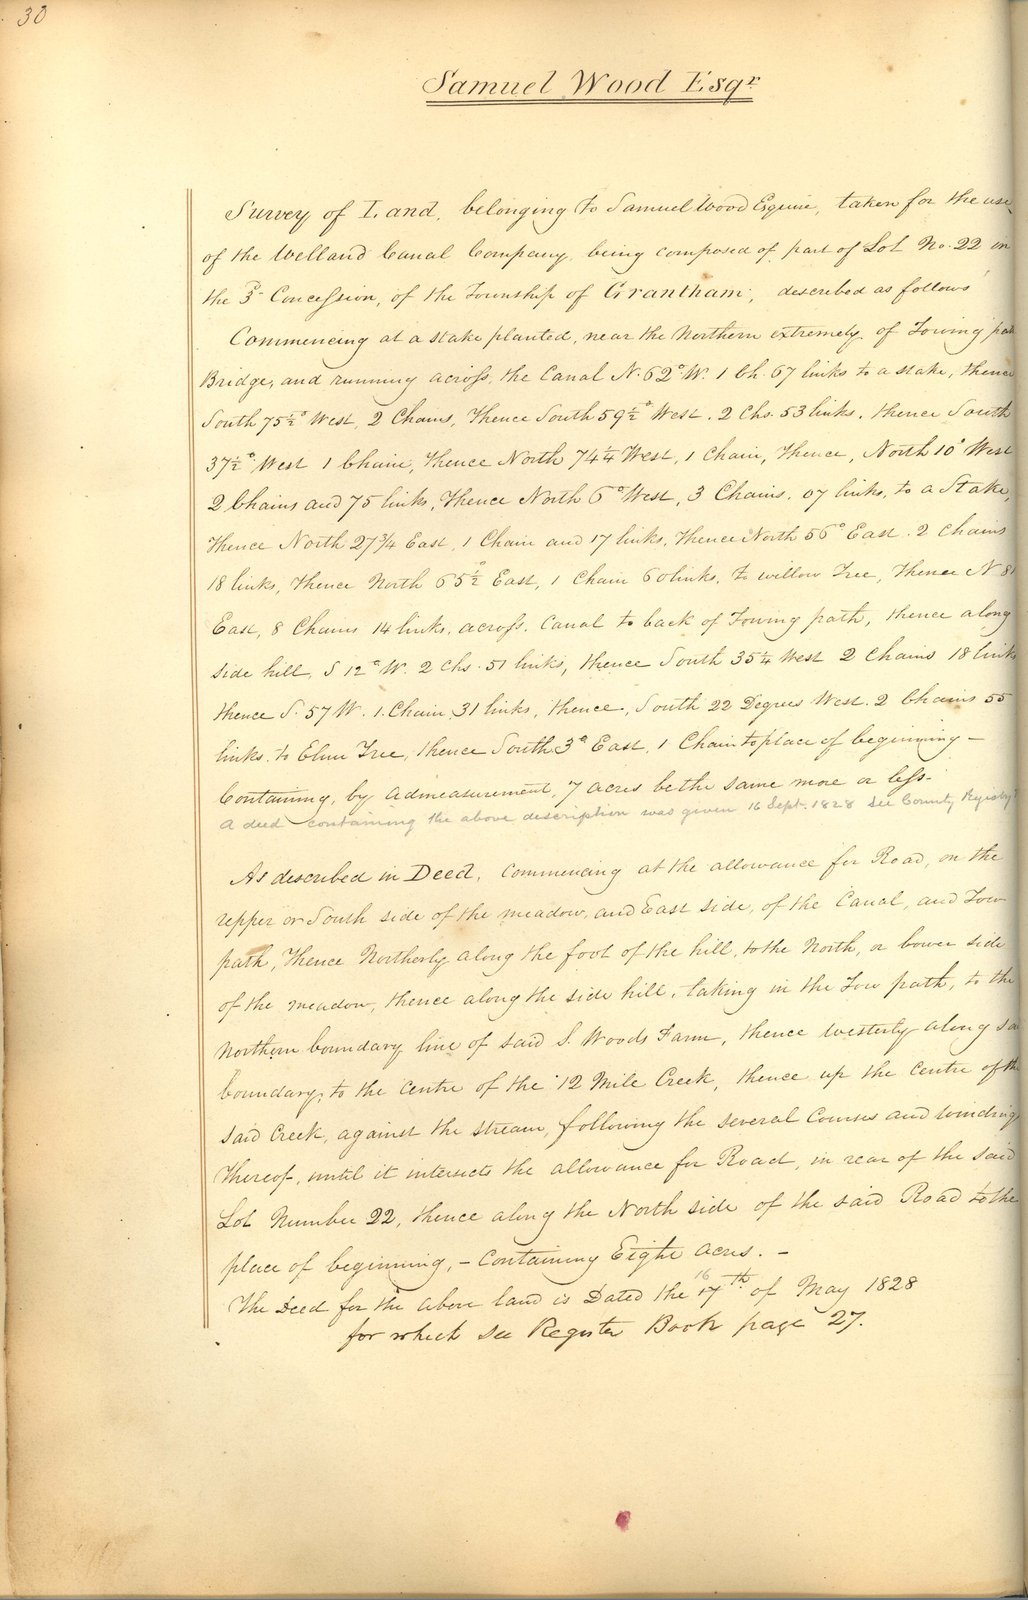 30
Samuel Wood Esqr
Survey of Land, belonging to Samuel Wood Esquire, taken for the use
of the Welland Canal Company, being composed of part of Lot No. 22 in
the 3d Concession, of the Township of Grantham, described as follows
Commencing at a stake planted, near the Northern extremety of Towing path
Bridge, and running across, the Canal N. 62° W. 1 Ch. 67 links to a stake, thence
South 75½° West, 2 Chains, Thence South 59½° West. 2 Chs. 53 links, thence South
37½° West 1 Chain, Thence North 74¼ West, 1 Chain, Thence, North 10° West
2 Chains and 75 links, Thence North 6° West, 3 Chains. 07 links, to a Stake,
Thence North 27¾ East, 1 Chain and 17 links, Thence North 56° East. 2 Chains
18 links, Thence North 65½° East, 1 Chain 60 links, to willow Tree, Thence N 81
East, 8 Chains 14 links, across, Canal to back of Towing path, thence along
side hill, S 12° W. 2 Chs. 51 links, thence South 35¼ West 2 Chains 18 links
thence S. 57 W. 1. Chain 31 links, thence, South 22 Degrees West. 2 Chains 55
links, to Elm Tree, thence South 3° East, 1 Chain to place of beginning —
Containing, by admeasurement, 7 acres be the same more or less.
A deed containing the above description was given 16 Sept. 1828 see County Registry
As described in Deed, Commencing at the allowance for Road, on the
upper or South side of the meadow, and East side, of the Canal, and Tow
path, Thence Northerly along the foot of the hill, to the North, or lower side
of the meadow, thence along the side hill, taking in the Tow path, to the
Northern boundary line of said S. Woods Farm, thence westerly along sd
boundary, to the centre of the 12 Mile Creek, thence up the centre of the
said Creek, against the stream, following the several Courses and windings
thereof, until it intersects the allowance for Road, in rear of the said
Lot Number 22, thence along the North side of the said Road to the
place of beginning, — Containing Eight acres. —
The Deed for the above land is Dated the 16 17th of May 1828
for which see Register Book page 27.